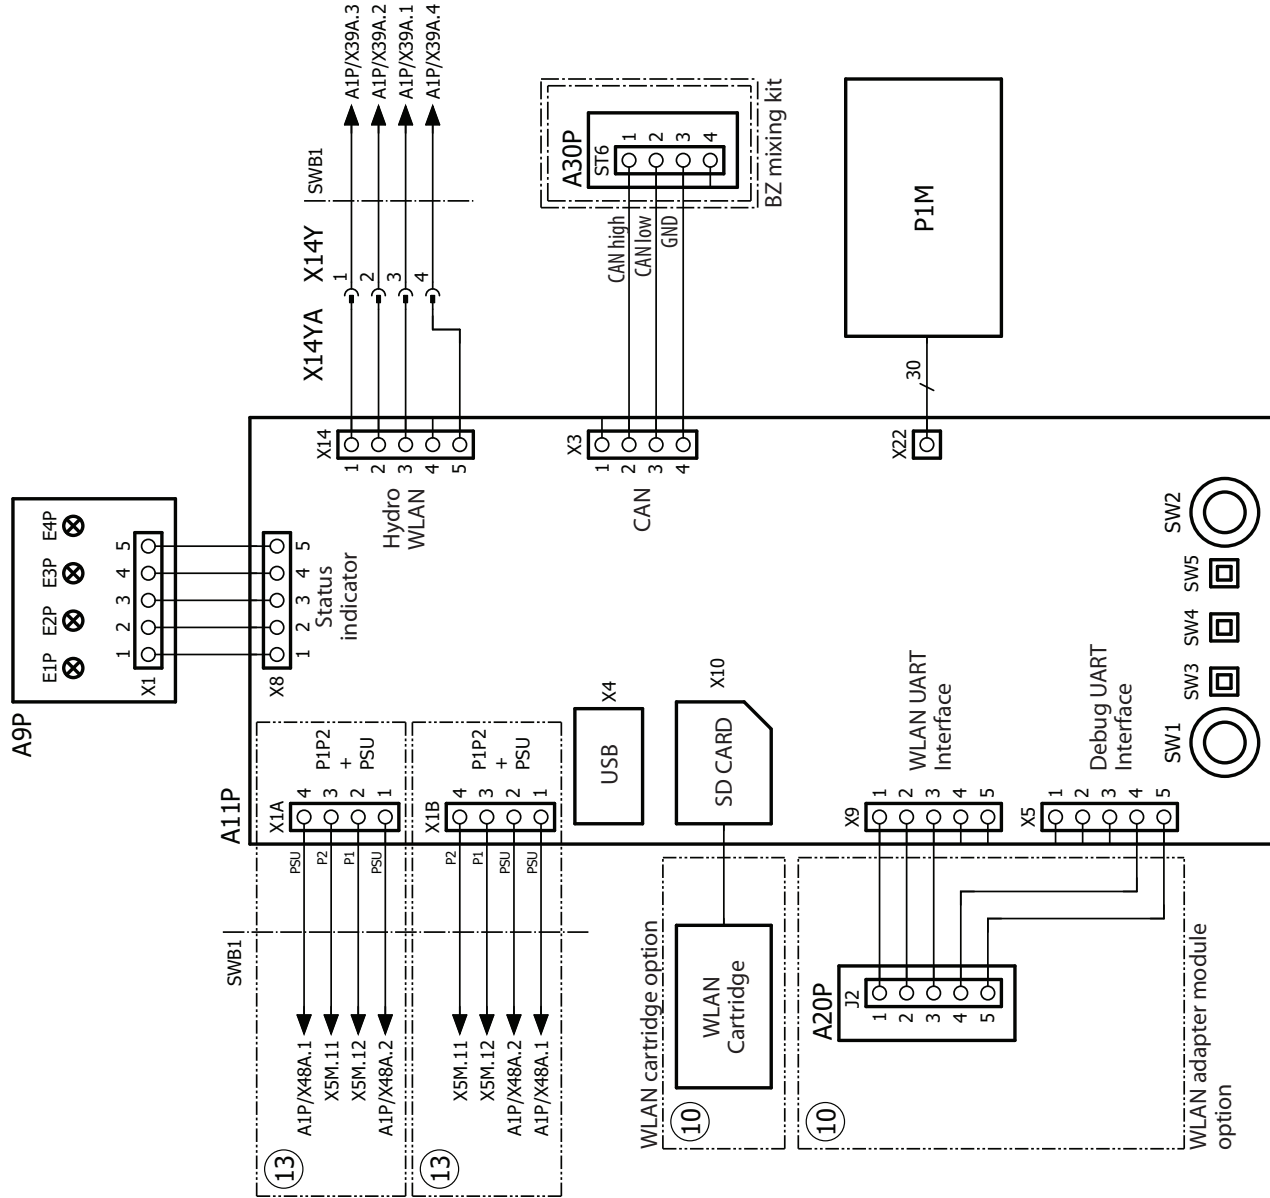 A1P/X39A.3
A1P/X39A.2
A1P/X39A.1
A1P/X39A.4
SWB1
X14Y
X14YA
1
2
3
4
A30P
ST6
1
2
3
4
BZ mixing kit
CAN high
CAN low
GND
P1M
30
X14
1
2
3
4
5
Hydro
WLAN
X3
1
2
3
4
CAN
X22
A9P
E1P
E2P
E3P
E4P
X1
1
2
3
4
5
X8
1
2
3
4
5
Status
indicator
A11P
X1A
4
3
2
1
P1P2
+
PSU
PSU
P2
P1
PSU
X1B
4
3
2
1
P1P2
+
PSU
P2
P1
PSU
PSU
SWB1
A1P/X48A.1
X5M.11
X5M.12
A1P/X48A.2
13
X5M.11
X5M.12
A1P/X48A.2
A1P/X48A.1
13
USB
X4
SD CARD
X10
WLAN cartridge option
WLAN
Cartridge
10
X9
1
2
3
4
5
WLAN UART
Interface
X5
1
2
3
4
5
Debug UART
Interface
A20P
J2
1
2
3
4
5
10
WLAN adapter module
option
SW1
SW3
SW4
SW5
SW2